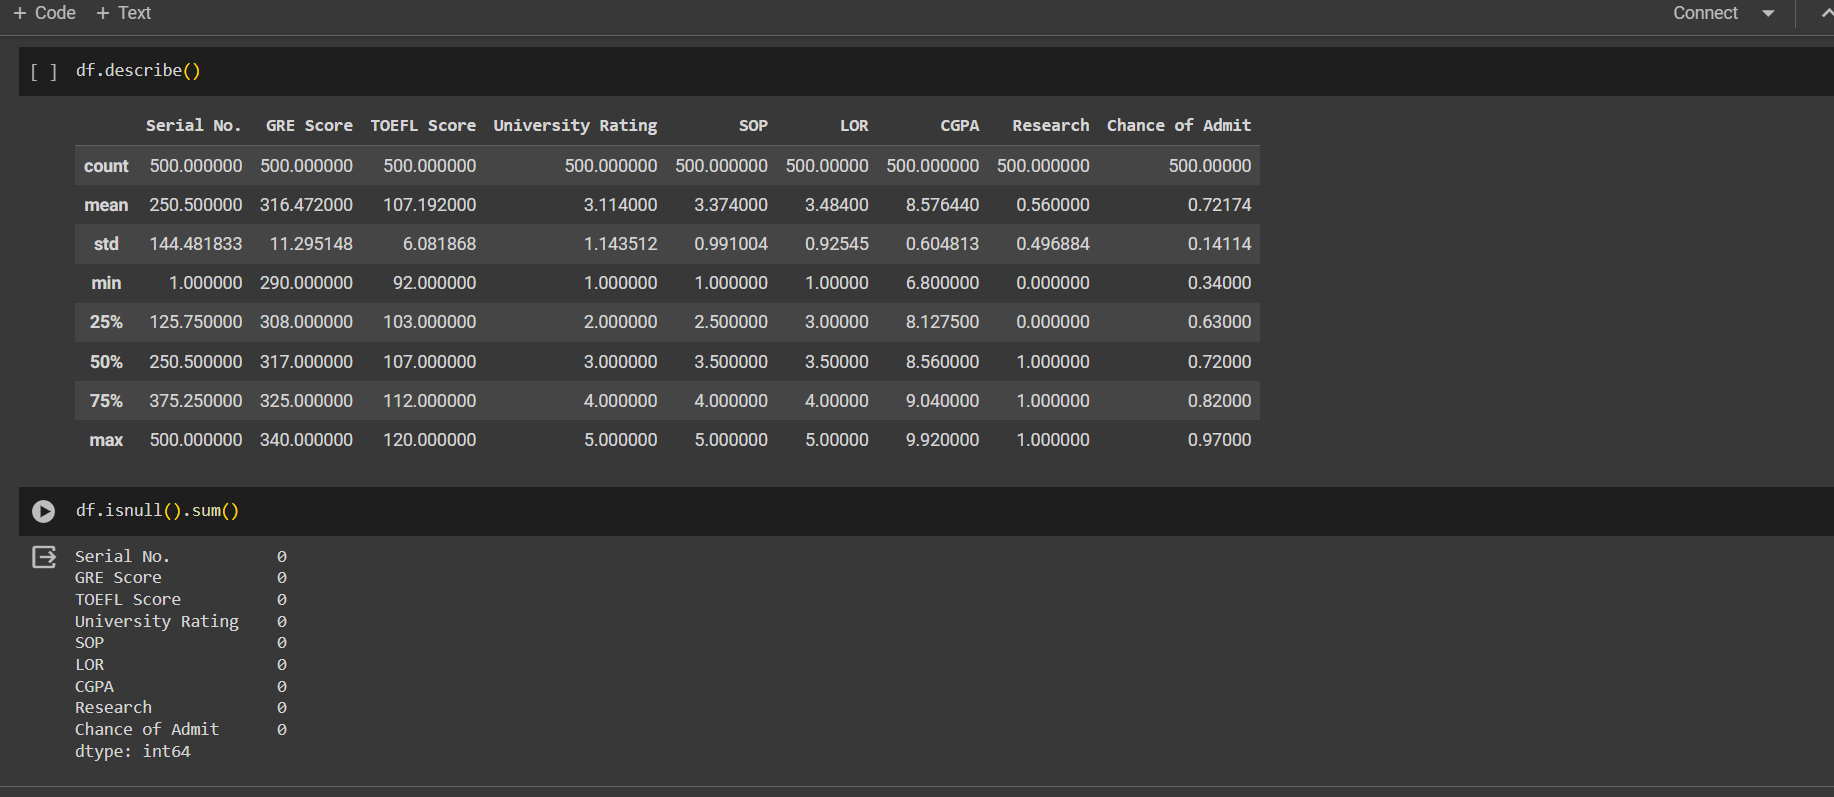 + Code + Text Connect
[ ] df.describe()
Serial No. GRE Score TOEFL Score University Rating SOP LOR CGPA Research Chance of Admit
count 500.000000 500.000000 500.000000 500.000000 500.000000 500.00000 500.000000 500.000000 500.00000
mean 250.500000 316.472000 107.192000 3.114000 3.374000 3.48400 8.576440 0.560000 0.72174
std 144.481833 11.295148 6.081868 1.143512 0.991004 0.92545 0.604813 0.496884 0.14114
min 1.000000 290.000000 92.000000 1.000000 1.000000 1.00000 6.800000 0.000000 0.34000
25% 125.750000 308.000000 103.000000 2.000000 2.500000 3.00000 8.127500 0.000000 0.63000
50% 250.500000 317.000000 107.000000 3.000000 3.500000 3.50000 8.560000 1.000000 0.72000
75% 375.250000 325.000000 112.000000 4.000000 4.000000 4.00000 9.040000 1.000000 0.82000
max 500.000000 340.000000 120.000000 5.000000 5.000000 5.00000 9.920000 1.000000 0.97000
df.isnull().sum()
Serial No. 0
GRE Score 0
TOEFL Score 0
University Rating 0
SOP 0
LOR 0
CGPA 0
Research 0
Chance of Admit 0
dtype: int64